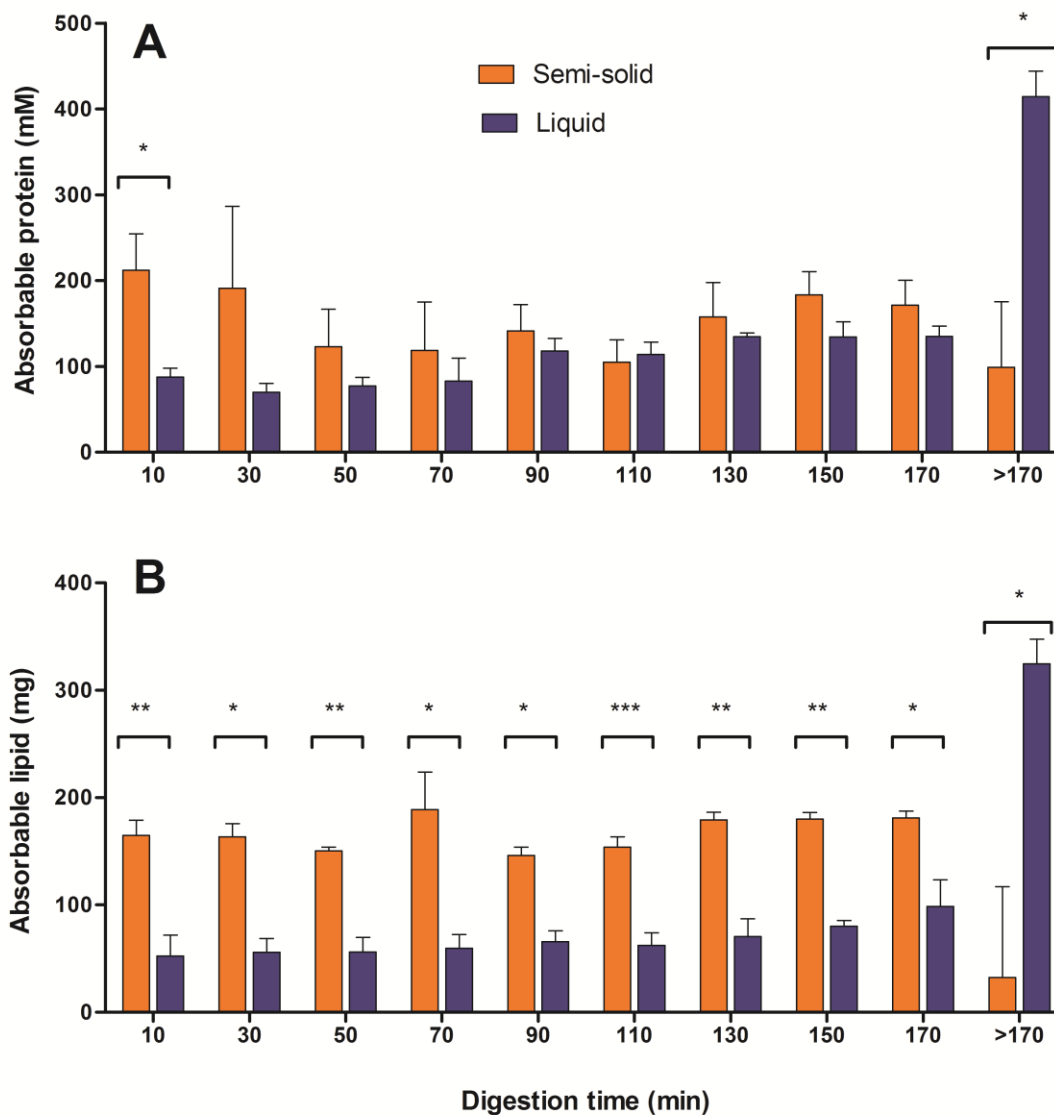 A
Absorbable protein (mM)
500
400
300
200
100
0
Semi-solid
Liquid
*
*
10 30 50 70 90 110 130 150 170 >170
B
Absorbable lipid (mg)
400
300
200
100
0
** * ** * * *** ** ** * *
10 30 50 70 90 110 130 150 170 >170
Digestion time (min)